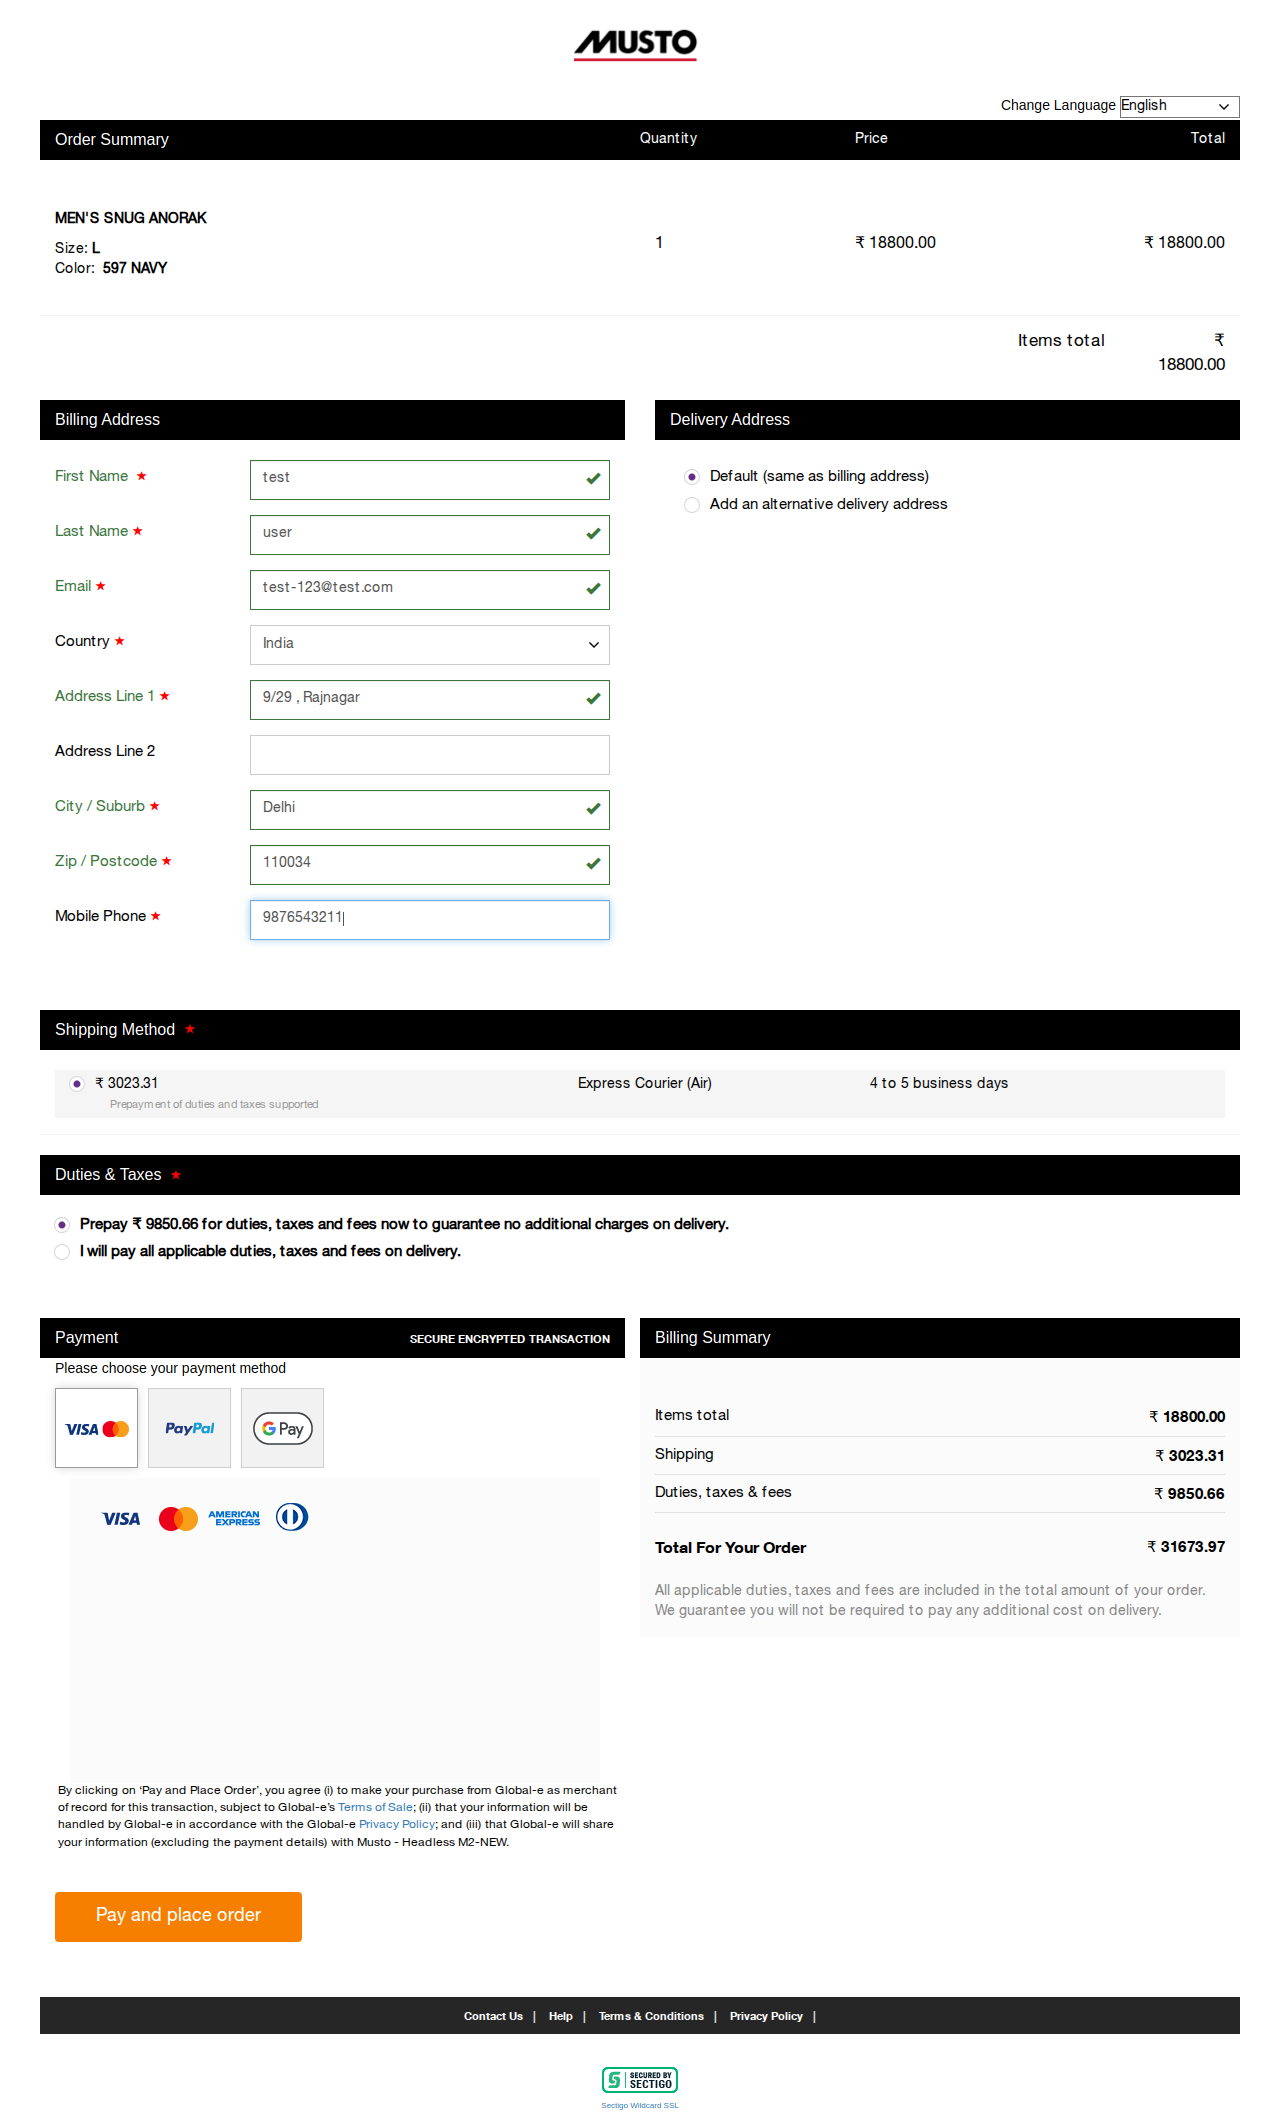 MUSTO
Change Language English
Order Summary Quantity Price Total
MEN'S SNUG ANORAK
Size: L
Color: 597 NAVY
1 ₹ 18800.00 ₹ 18800.00
Items total ₹
18800.00
Billing Address
First Name ★ test
Last Name ★ user
Email ★ test-123@test.com
Country ★ India
Address Line 1 ★ 9/29 , Rajnagar
Address Line 2
City / Suburb ★ Delhi
Zip / Postcode ★ 110034
Mobile Phone ★ 9876543211
Delivery Address
Default (same as billing address)
Add an alternative delivery address
Shipping Method ★
₹ 3023.31 Express Courier (Air) 4 to 5 business days
Prepayment of duties and taxes supported
Duties & Taxes ★
Prepay ₹ 9850.66 for duties, taxes and fees now to guarantee no additional charges on delivery.
I will pay all applicable duties, taxes and fees on delivery.
Payment SECURE ENCRYPTED TRANSACTION
Please choose your payment method
VISA PayPal G Pay
VISA AMERICAN
EXPRESS
By clicking on ‘Pay and Place Order’, you agree (i) to make your purchase from Global-e as merchant
of record for this transaction, subject to Global-e’s Terms of Sale; (ii) that your information will be
handled by Global-e in accordance with the Global-e Privacy Policy; and (iii) that Global-e will share
your information (excluding the payment details) with Musto - Headless M2-NEW.
Pay and place order
Billing Summary
Items total ₹ 18800.00
Shipping ₹ 3023.31
Duties, taxes & fees ₹ 9850.66
Total For Your Order ₹ 31673.97
All applicable duties, taxes and fees are included in the total amount of your order.
We guarantee you will not be required to pay any additional cost on delivery.
Contact Us | Help | Terms & Conditions | Privacy Policy |
S SECURED BY
SECTIGO
Sectigo Wildcard SSL